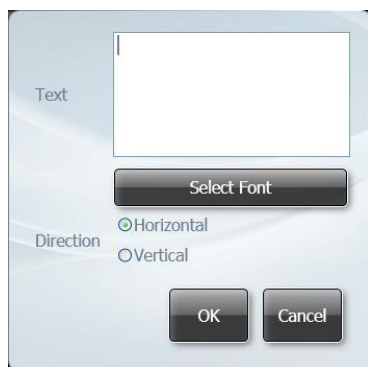 Text
Select Font
Direction
Horizontal
Vertical
OK
Cancel